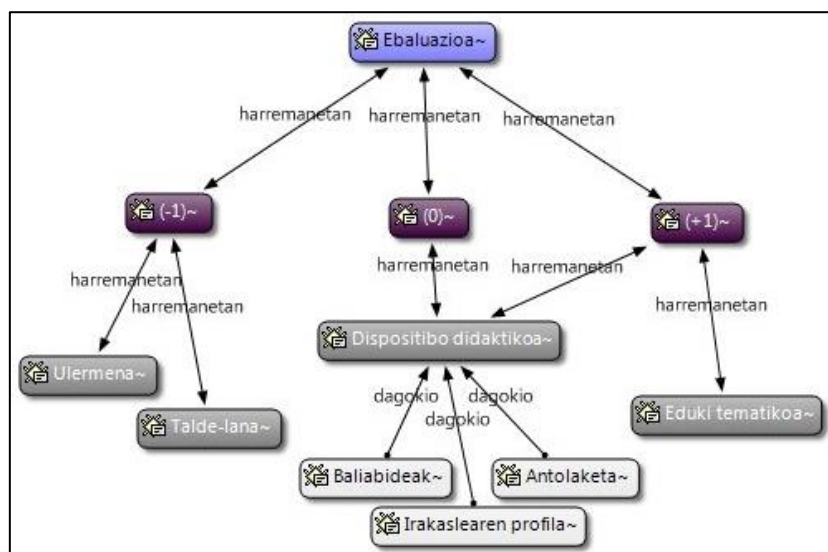 Ebaluazioa~
harremanetan
harremanetan
harremanetan
(-1)~
(0)~
(+1)~
harremanetan
harremanetan
harremanetan
harremanetan
harremanetan
Dispositibo didaktikoa~
Ulermena~
Talde-lana~
Eduki tematikoa~
dagokio
dagokio
dagokio
Baliabideak~
Antolaketa~
Irakaslearen profila~